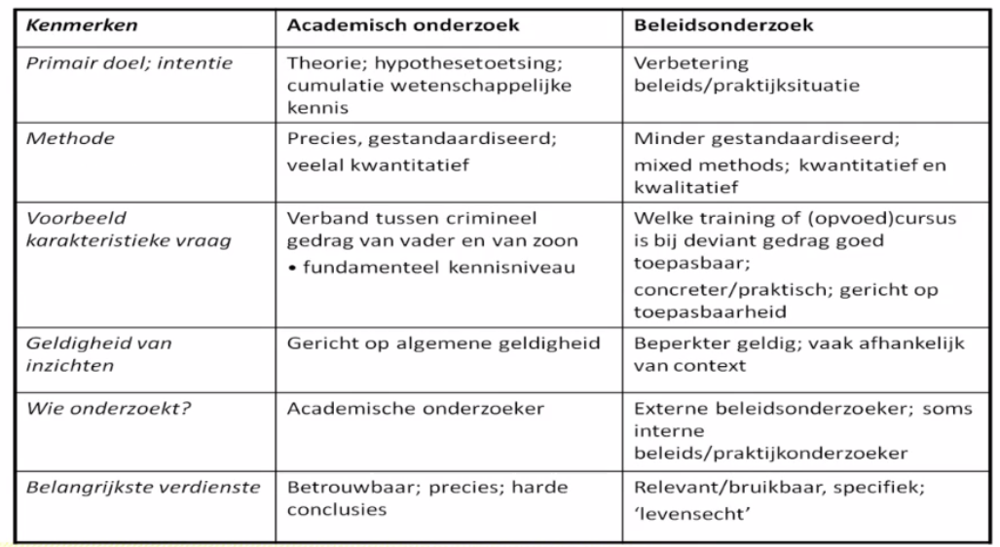 Kenmerken
Academisch onderzoek
Beleidsonderzoek
Primair doel; intentie
Theorie; hypothesetoetsing;
cumulatie wetenschappelijke
kennis
Verbetering
beleids/praktijksituatie
Methode
Precies, gestandaardiseerd;
veelal kwantitatief
Minder gestandaardiseerd;
mixed methods; kwantitatief en
kwalitatief
Voorbeeld
karakteristieke vraag
Verband tussen crimineel
gedrag van vader en van zoon
• fundamenteel kennisniveau
Welke training of (opvoed)cursus
is bij deviant gedrag goed
toepasbaar;
concreter/praktisch; gericht op
toepasbaarheid
Geldigheid van
inzichten
Gericht op algemene geldigheid
Beperkter geldig; vaak afhankelijk
van context
Wie onderzoekt?
Academische onderzoeker
Externe beleidsonderzoeker; soms
interne
beleids/praktijkonderzoeker
Belangrijkste verdienste
Betrouwbaar; precies; harde
conclusies
Relevant/bruikbaar, specifiek;
‘levensecht’